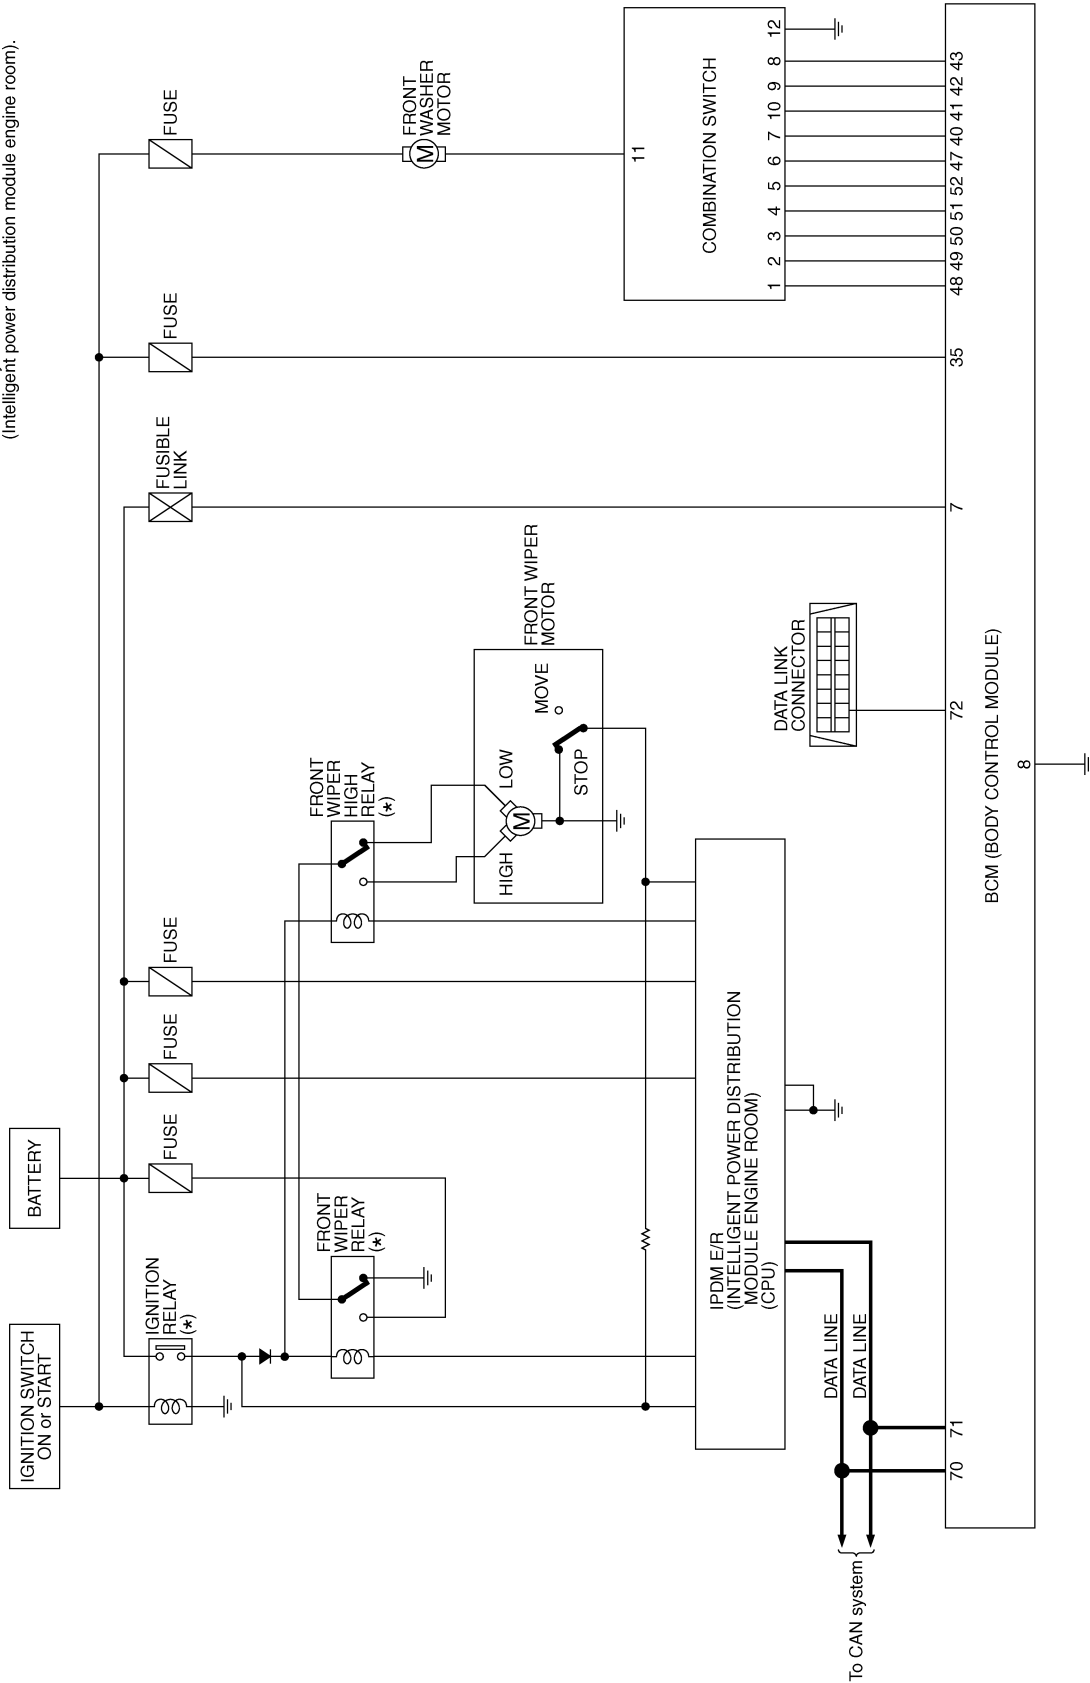 (Intelligent power distribution module engine room).
IGNITION SWITCH
ON or START
BATTERY
IGNITION
RELAY
(*)
FUSE
FUSE
FUSE
FUSIBLE
LINK
FUSE
FUSE
FRONT
WIPER
RELAY
(*)
FRONT
WIPER
HIGH
RELAY
(*)
FRONT
WASHER
MOTOR
M
HIGH
LOW
M
STOP
MOVE
FRONT WIPER
MOTOR
11
COMBINATION SWITCH
1 2 3 4 5 6 7 10 9 8 12
IPDM E/R
(INTELLIGENT POWER DISTRIBUTION
MODULE ENGINE ROOM)
(CPU)
DATA LINK
CONNECTOR
DATA LINE
DATA LINE
To CAN system
70 71 72 7 35 48 49 50 51 52 47 40 41 42 43
BCM (BODY CONTROL MODULE)
8